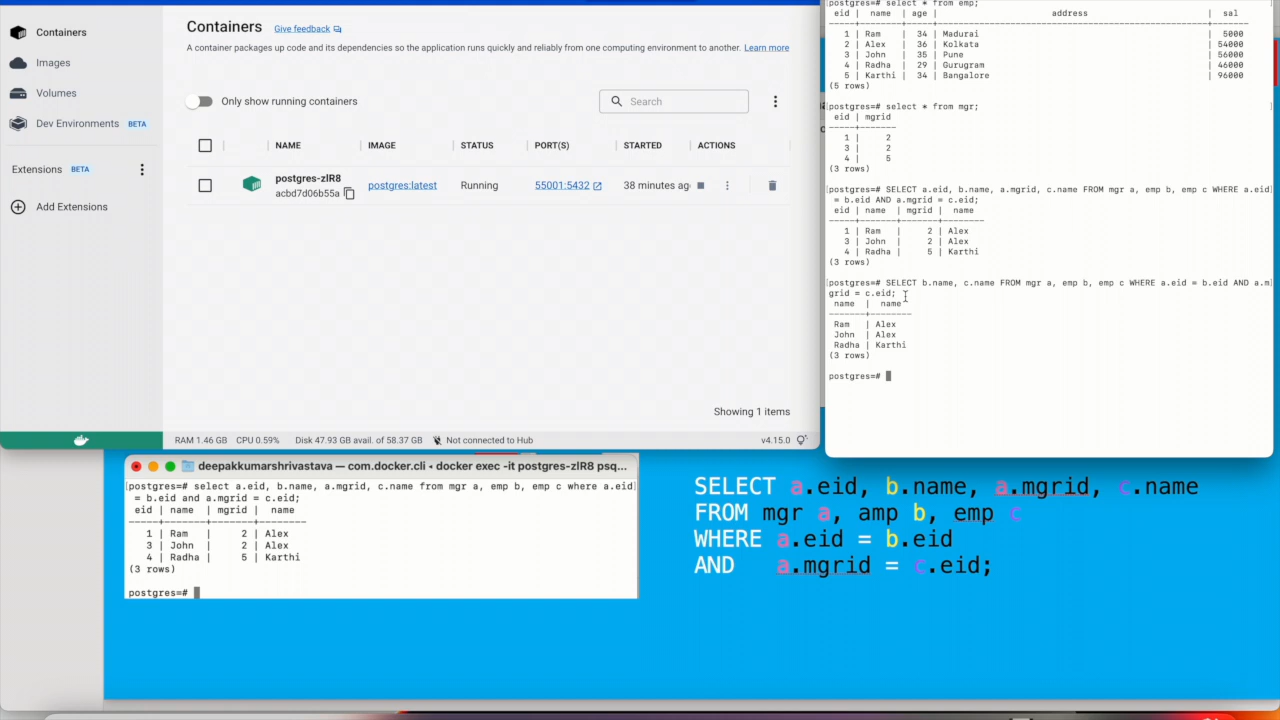 Containers
Images
Volumes
Dev Environments BETA
Extensions BETA
Add Extensions
Containers Give feedback
A container packages up code and its dependencies so the application runs quickly and reliably from one computing environment to another. Learn more
Only show running containers
Search
NAME IMAGE STATUS PORT(S) STARTED ACTIONS
postgres-zlR8
acbd7d06b55a postgres:latest Running 55001:5432 38 minutes ag
Showing 1 items
RAM 1.46 GB CPU 0.59% Disk 47.93 GB avail. of 58.37 GB Not connected to Hub v4.15.0
postgres=# select * from emp;
eid | name | age | address | sal
1 | Ram | 34 | Madurai | 5000
2 | Alex | 36 | Kolkata | 54000
3 | John | 35 | Pune | 56000
4 | Radha | 29 | Gurugram | 46000
5 | Karthi | 34 | Bangalore | 96000
(5 rows)
postgres=# select * from mgr;
eid | mgrid
1 | 2
3 | 2
4 | 5
(3 rows)
postgres=# SELECT a.eid, b.name, a.mgrid, c.name FROM mgr a, emp b, emp c WHERE a.eid
= b.eid AND a.mgrid = c.eid;
eid | name | mgrid | name
1 | Ram | 2 | Alex
3 | John | 2 | Alex
4 | Radha | 5 | Karthi
(3 rows)
postgres=# SELECT b.name, c.name FROM mgr a, emp b, emp c WHERE a.eid = b.eid AND a.m
grid = c.eid;
name | name
Ram | Alex
John | Alex
Radha | Karthi
(3 rows)
postgres=#
deepakkumarshrivastava — com.docker.cli • docker exec -it postgres-zlR8 psq...
postgres=# select a.eid, b.name, a.mgrid, c.name from mgr a, emp b, emp c where a.eid
= b.eid and a.mgrid = c.eid;
eid | name | mgrid | name
1 | Ram | 2 | Alex
3 | John | 2 | Alex
4 | Radha | 5 | Karthi
(3 rows)
postgres=#
SELECT a.eid, b.name, a.mgrid, c.name
FROM mgr a, amp b, emp c
WHERE a.eid = b.eid
AND a.mgrid = c.eid;